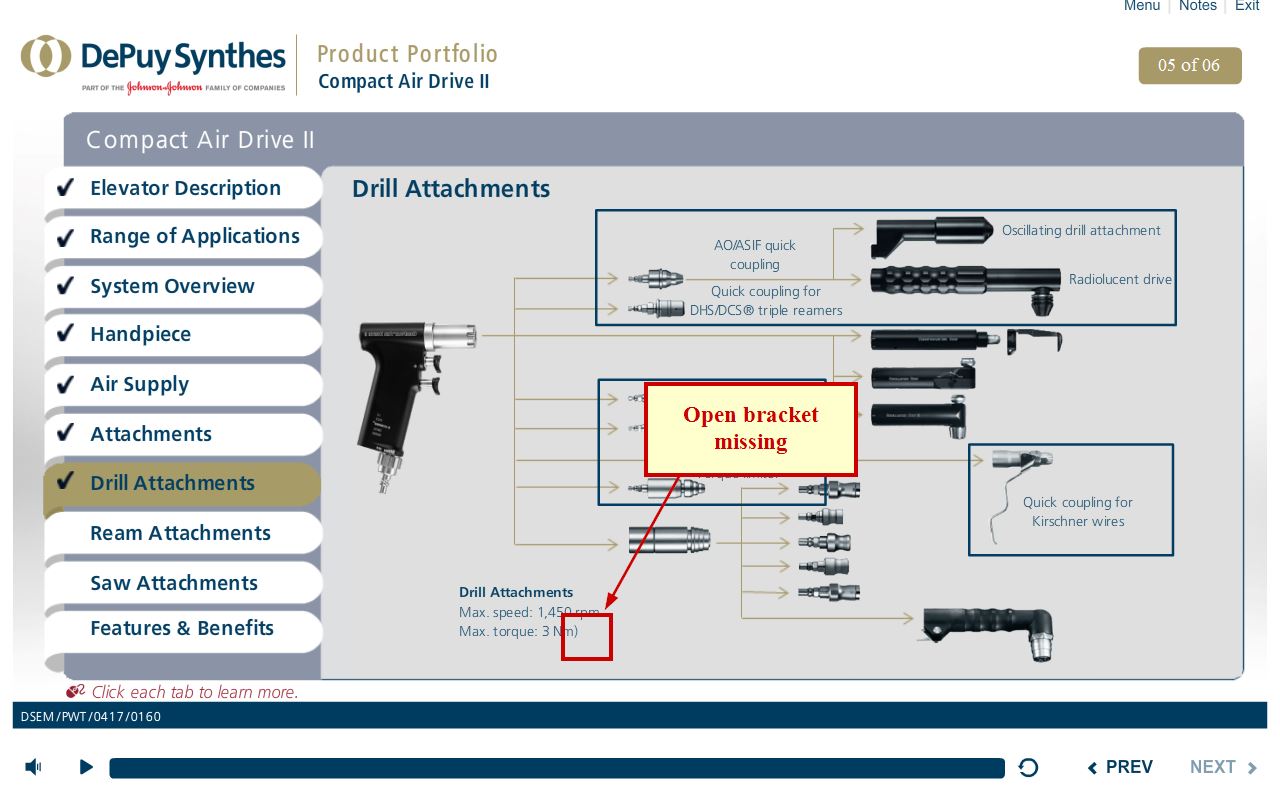 Menu | Notes | Exit
DePuy Synthes
PART OF THE Johnson & Johnson FAMILY OF COMPANIES
Product Portfolio
Compact Air Drive II
05 of 06
Compact Air Drive II
Elevator Description
Range of Applications
System Overview
Handpiece
Air Supply
Attachments
Drill Attachments
Ream Attachments
Saw Attachments
Features & Benefits
Drill Attachments
AO/ASIF quick
coupling
Quick coupling for
DHS/DCS® triple reamers
Oscillating drill attachment
Radiolucent drive
Open bracket
missing
Quick coupling for
Kirschner wires
Drill Attachments
Max. speed: 1,450 rpm
Max. torque: 3 Nm)
Click each tab to learn more.
DSEM/PWT/0417/0160
PREV
NEXT